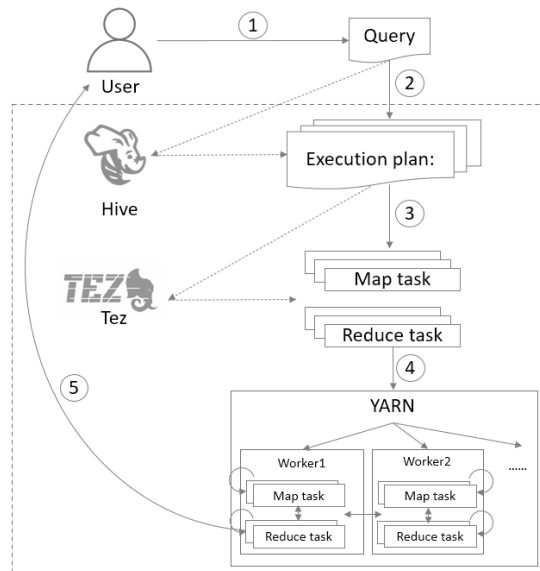 1
Query
User
2
Execution plan:
Hive
3
Map task
TEZ
Tez
Reduce task
4
5
YARN
Worker1
Worker2
......
Map task
Map task
Reduce task
Reduce task